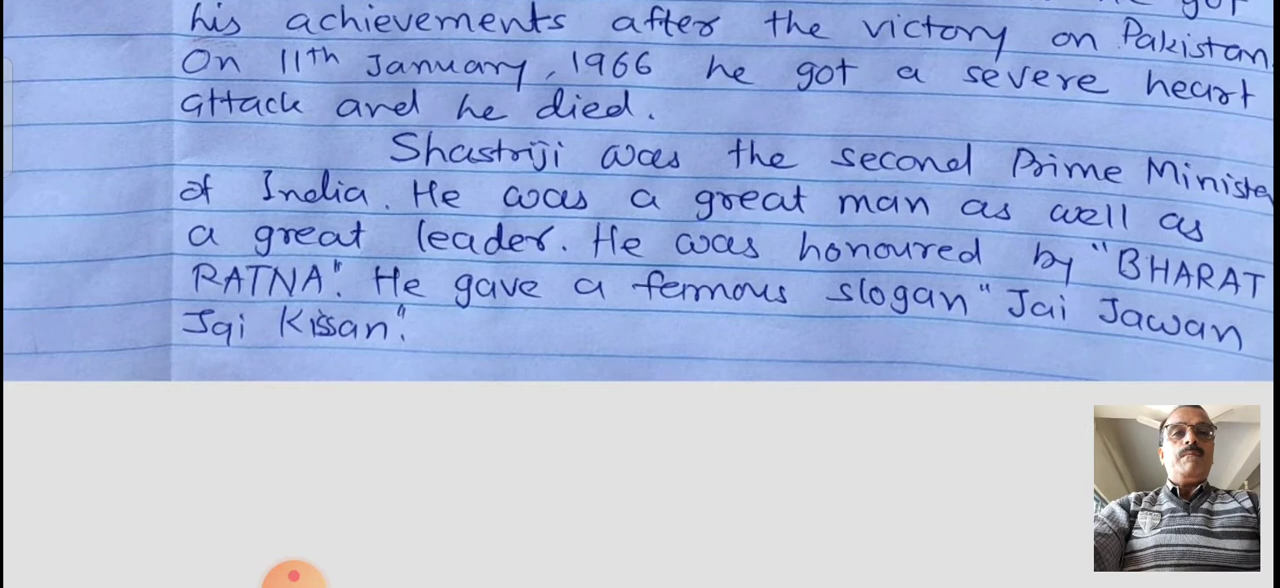 his achievements after the victory on Pakistan.
On 11th January, 1966 he got a severe heart
attack and he died.
Shastriji was the second Prime Minister
of India. He was a great man as well as
a great leader. He was honoured by "BHARAT
RATNA". He gave a femous slogan "Jai Jawan
Jai Kissan".